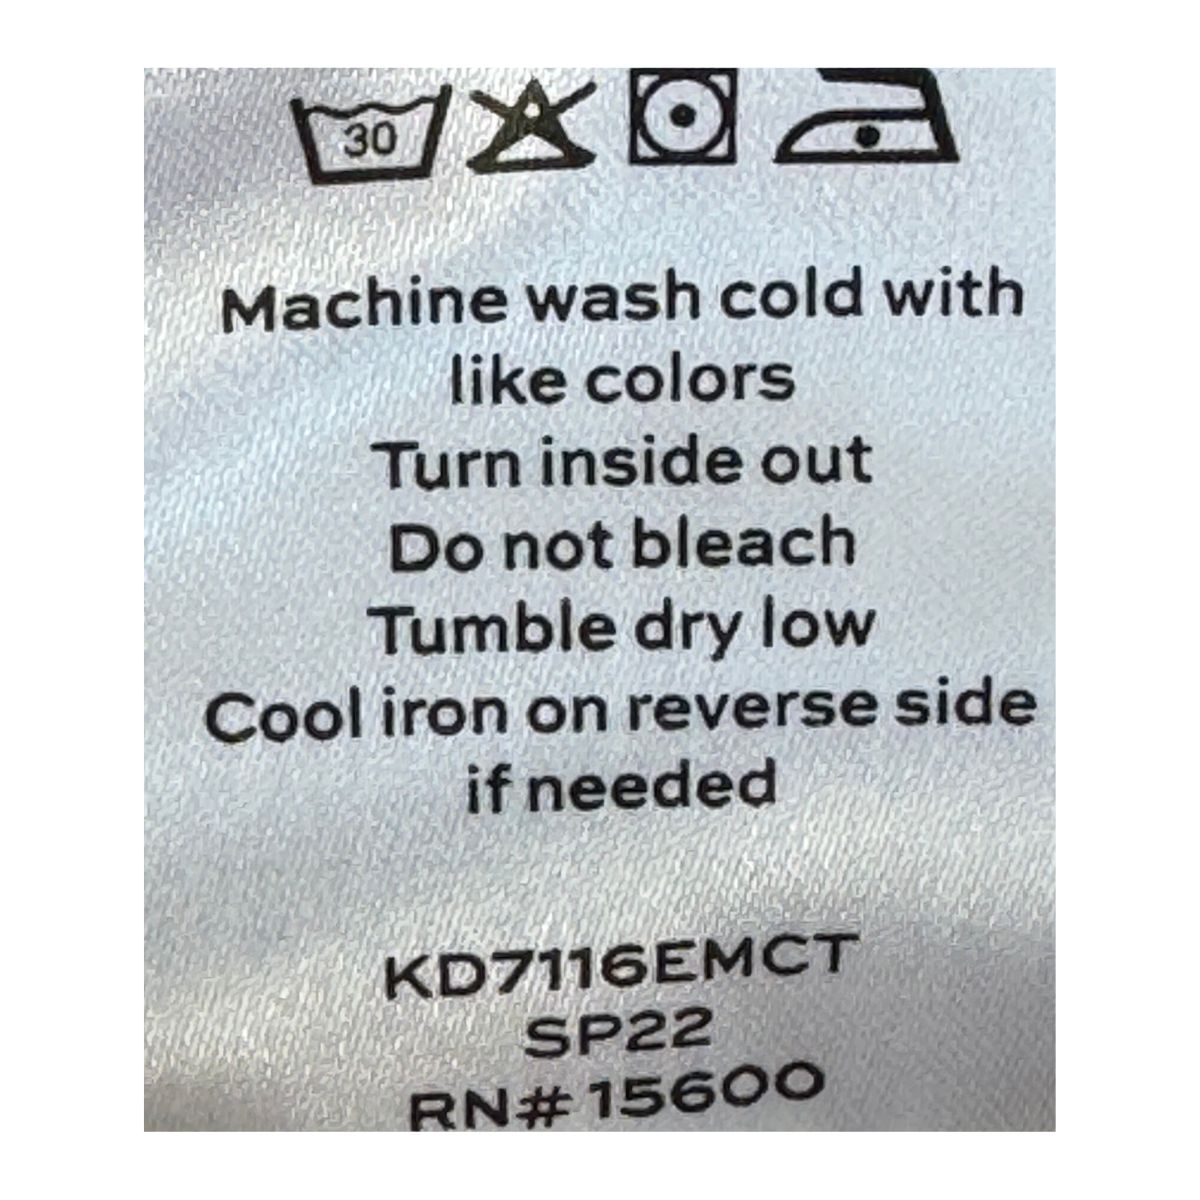 30
Machine wash cold with
like colors
Turn inside out
Do not bleach
Tumble dry low
Cool iron on reverse side
if needed
KD7116EMCT
SP22
RN# 15600